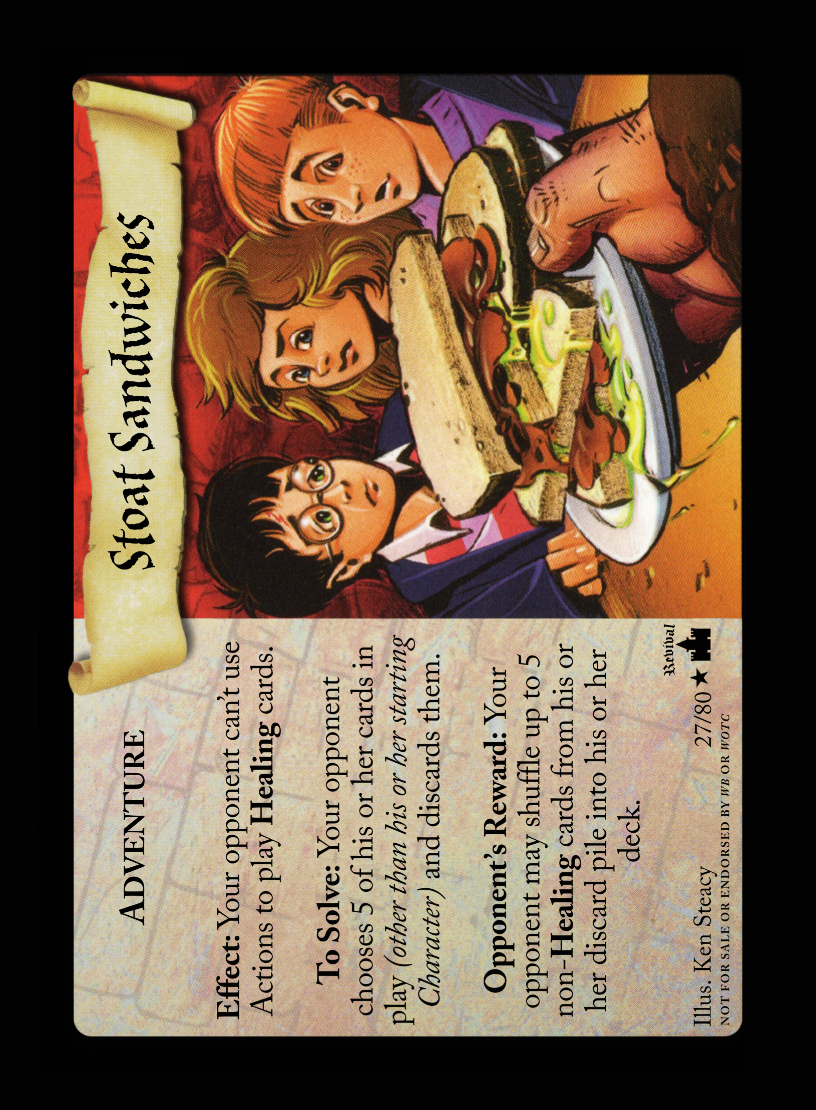 Stoat Sandwiches
ADVENTURE
Effect: Your opponent can't use
Actions to play Healing cards.
To Solve: Your opponent
chooses 5 of his or her cards in
play (other than his or her starting
Character) and discards them.
Opponent's Reward: Your
opponent may shuffle up to 5
non-Healing cards from his or
her discard pile into his or her
deck.
Revival
Illus. Ken Steacy 27/80 ★
NOT FOR SALE OR ENDORSED BY WB OR WOTC